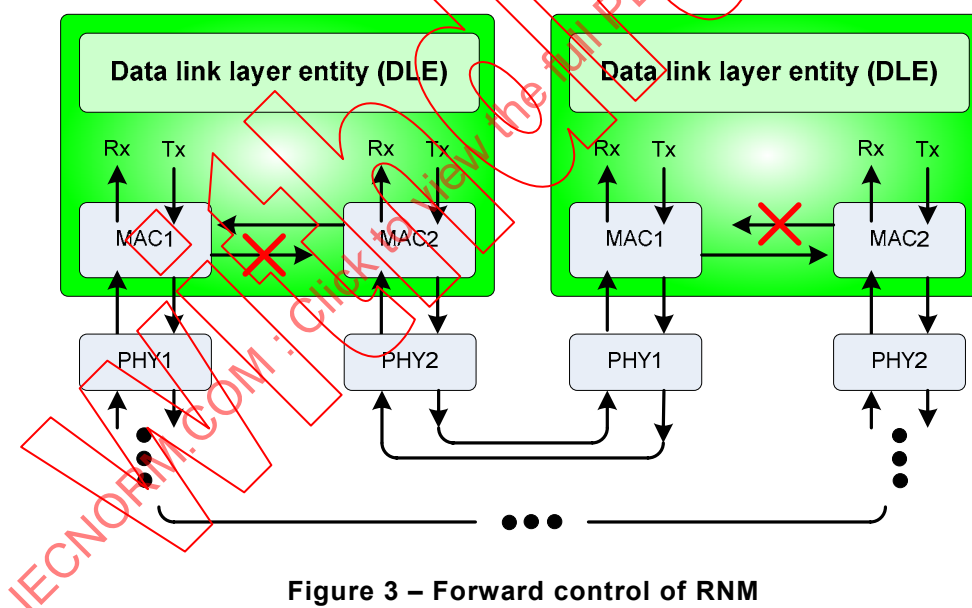 Data link layer entity (DLE)
Data link layer entity (DLE)
Rx Tx Rx Tx Rx Tx Rx Tx
MAC1 MAC2 MAC1 MAC2
PHY1 PHY2 PHY1 PHY2
IECNORM.COM : Click to view the full
Figure 3 – Forward control of RNM